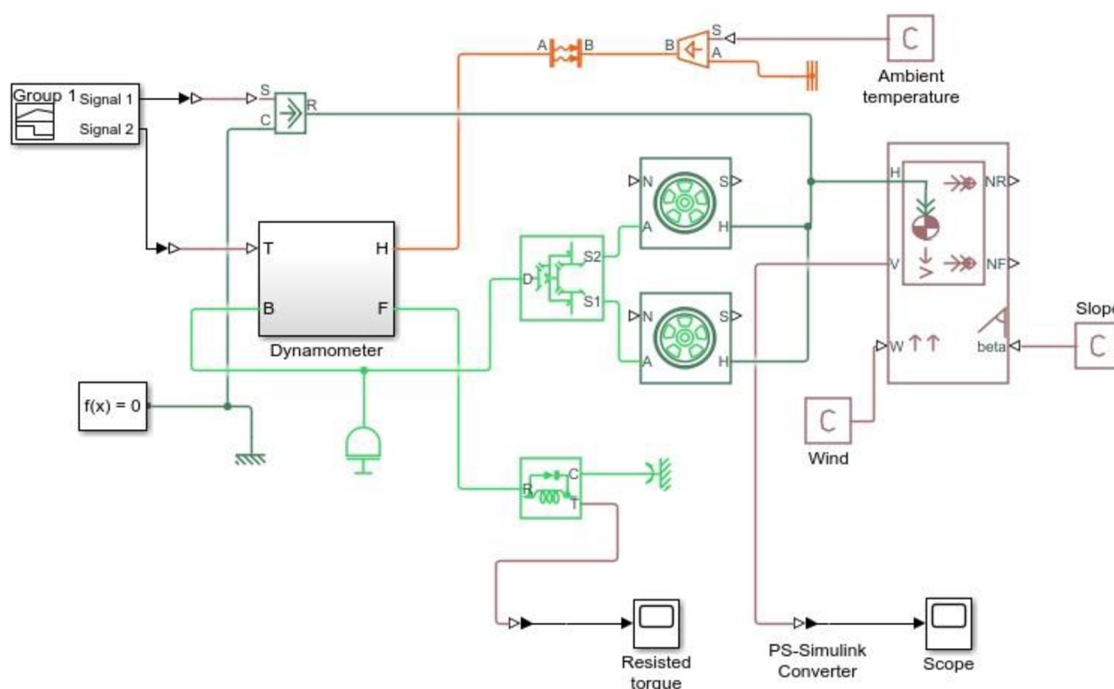 S
C
A
B
B
A
Ambient
temperature
Group 1
Signal 1
Signal 2
S
C
R
N
S
A
H
H
NR
V
NF
W
beta
Slope
C
T
H
B
F
Dynamometer
D
S2
S1
N
S
A
H
f(x) = 0
C
Wind
R
C
T
Resisted
torque
PS-Simulink
Converter
Scope